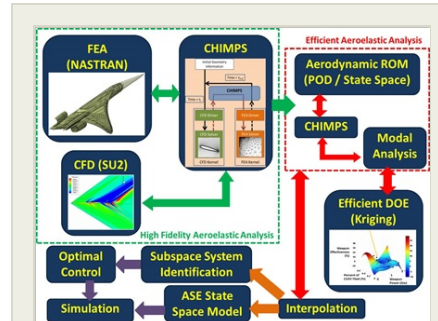 Efficient Aeroelastic Analysis
FEA
(NASTRAN)
CHIMPS
Aerodynamic ROM
(POD / State Space)
CHIMPS
CHIMPS
Modal
Analysis
CFD (SU2)
High Fidelity Aeroelastic Analysis
Efficient DOE
(Kriging)
Optimal
Control
Subspace System
Identification
Simulation
ASE State
Space Model
Interpolation